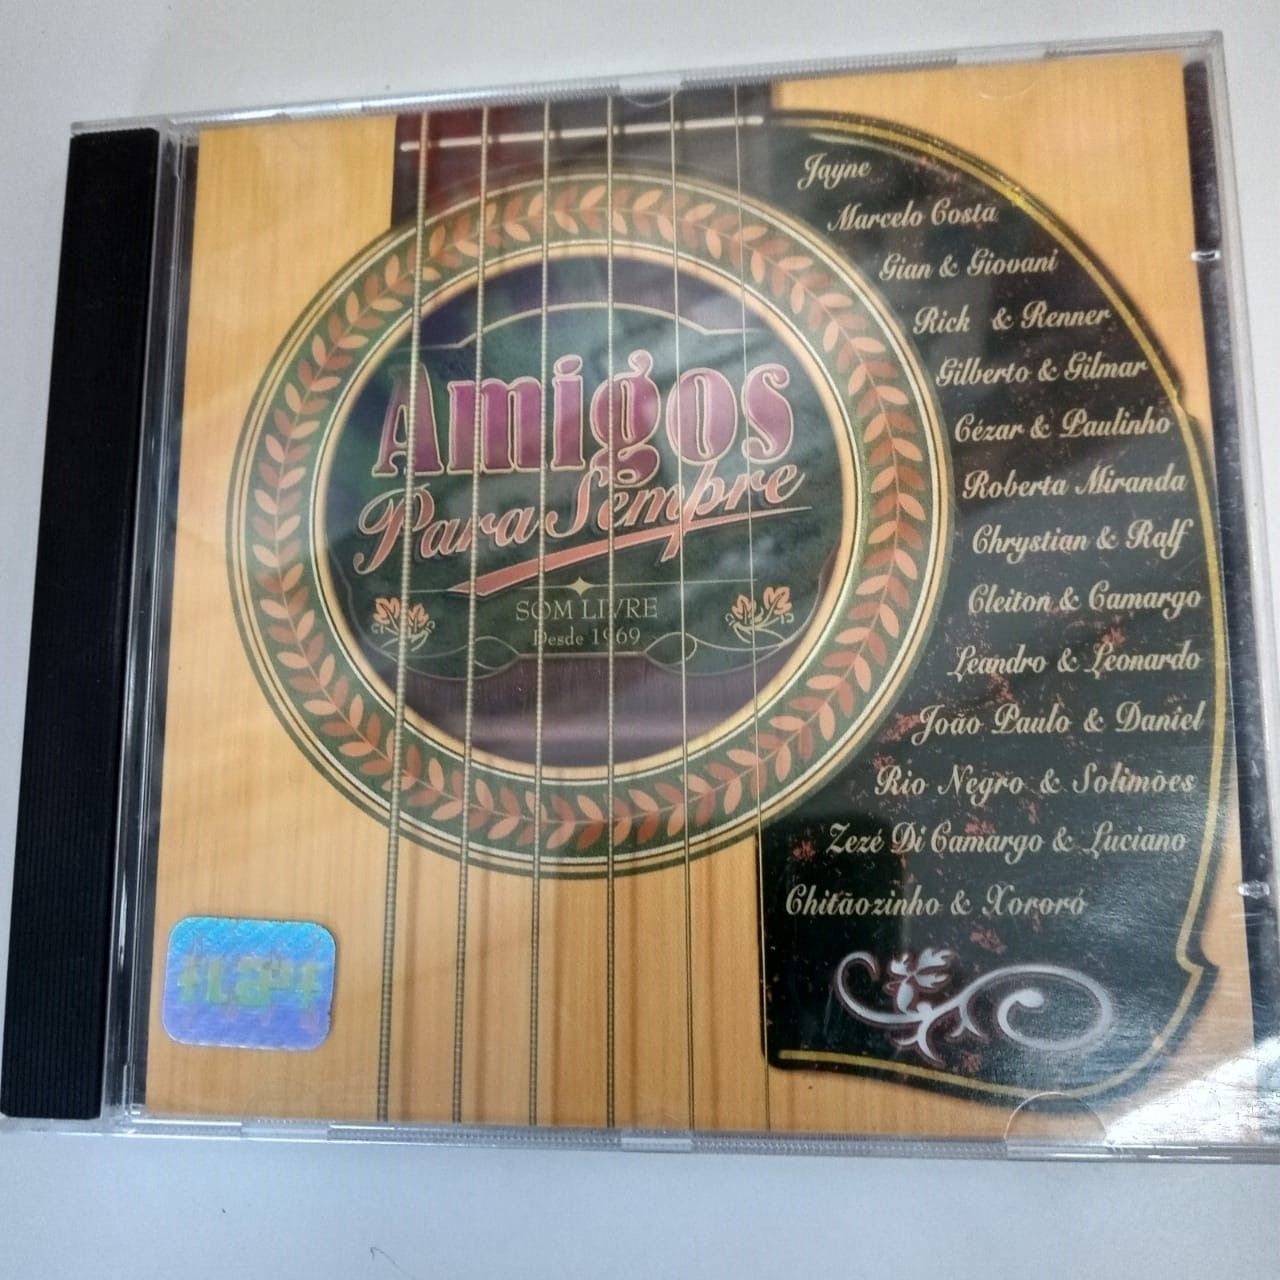 Amigos
Para Sempre
SOM LIVRE
Desde 1969
Jayne
Marcelo Costa
Gian & Giovani
Rick & Renner
Gilberto & Gilmar
Cézar & Paulinho
Roberta Miranda
Chrystian & Ralf
Cleiton & Camargo
Leandro & Leonardo
João Paulo & Daniel
Rio Negro & Solimões
Zezé Di Camargo & Luciano
Chitãozinho & Xororó